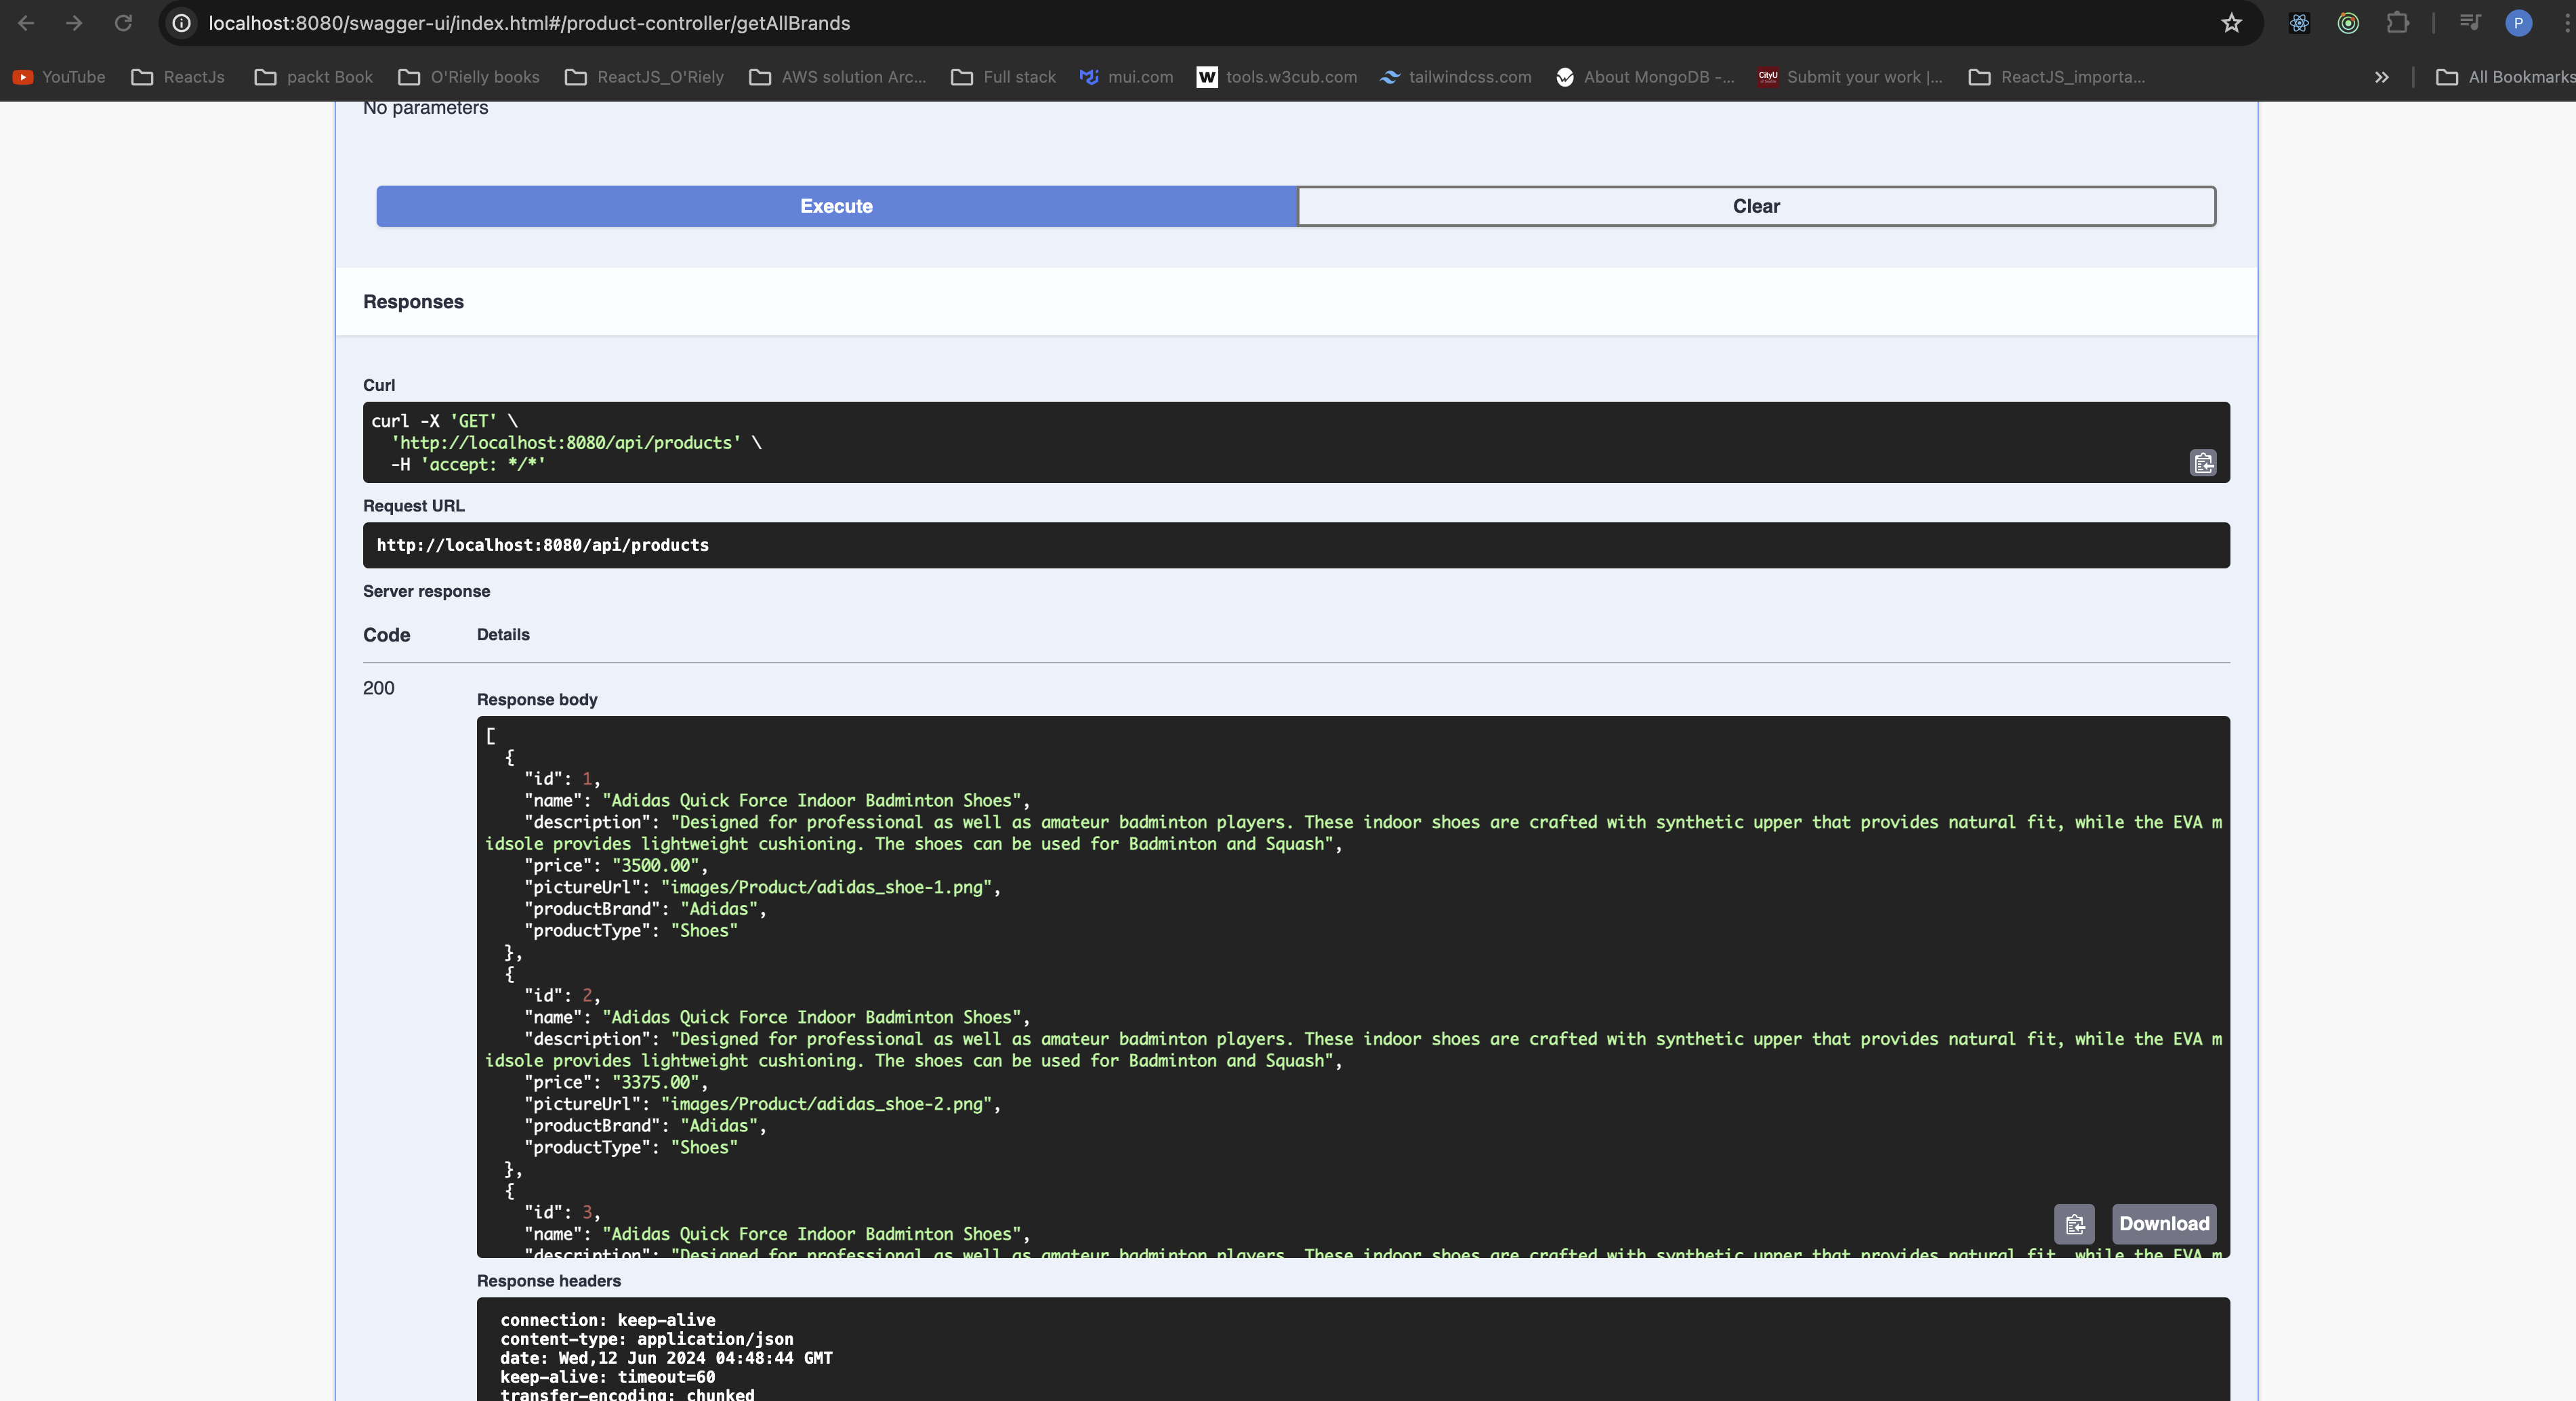 localhost:8080/swagger-ui/index.html#/product-controller/getAllBrands
P
YouTube ReactJs packt Book O'Rielly books ReactJS_O'Riely AWS solution Arc... Full stack mui.com W tools.w3cub.com tailwindcss.com About MongoDB -... CityU Submit your work |... ReactJS_importa... » All Bookmarks
No parameters
Execute Clear
Responses
Curl
curl -X 'GET' \
'http://localhost:8080/api/products' \
-H 'accept: */*'
Request URL
http://localhost:8080/api/products
Server response
Code Details
200
Response body
[
{
"id": 1,
"name": "Adidas Quick Force Indoor Badminton Shoes",
"description": "Designed for professional as well as amateur badminton players. These indoor shoes are crafted with synthetic upper that provides natural fit, while the EVA m
idsole provides lightweight cushioning. The shoes can be used for Badminton and Squash",
"price": "3500.00",
"pictureUrl": "images/Product/adidas_shoe-1.png",
"productBrand": "Adidas",
"productType": "Shoes"
},
{
"id": 2,
"name": "Adidas Quick Force Indoor Badminton Shoes",
"description": "Designed for professional as well as amateur badminton players. These indoor shoes are crafted with synthetic upper that provides natural fit, while the EVA m
idsole provides lightweight cushioning. The shoes can be used for Badminton and Squash",
"price": "3375.00",
"pictureUrl": "images/Product/adidas_shoe-2.png",
"productBrand": "Adidas",
"productType": "Shoes"
},
{
"id": 3,
"name": "Adidas Quick Force Indoor Badminton Shoes",
"description": "Designed for professional as well as amateur badminton players. These indoor shoes are crafted with synthetic upper that provides natural fit, while the EVA m
Download
Response headers
connection: keep-alive
content-type: application/json
date: Wed,12 Jun 2024 04:48:44 GMT
keep-alive: timeout=60
transfer-encoding: chunked